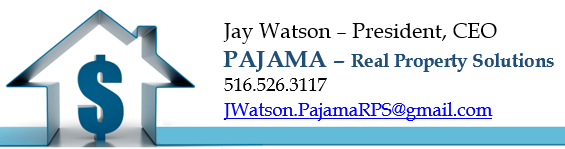 Jay Watson – President, CEO
PAJAMA – Real Property Solutions
516.526.3117
JWatson.PajamaRPS@gmail.com
$